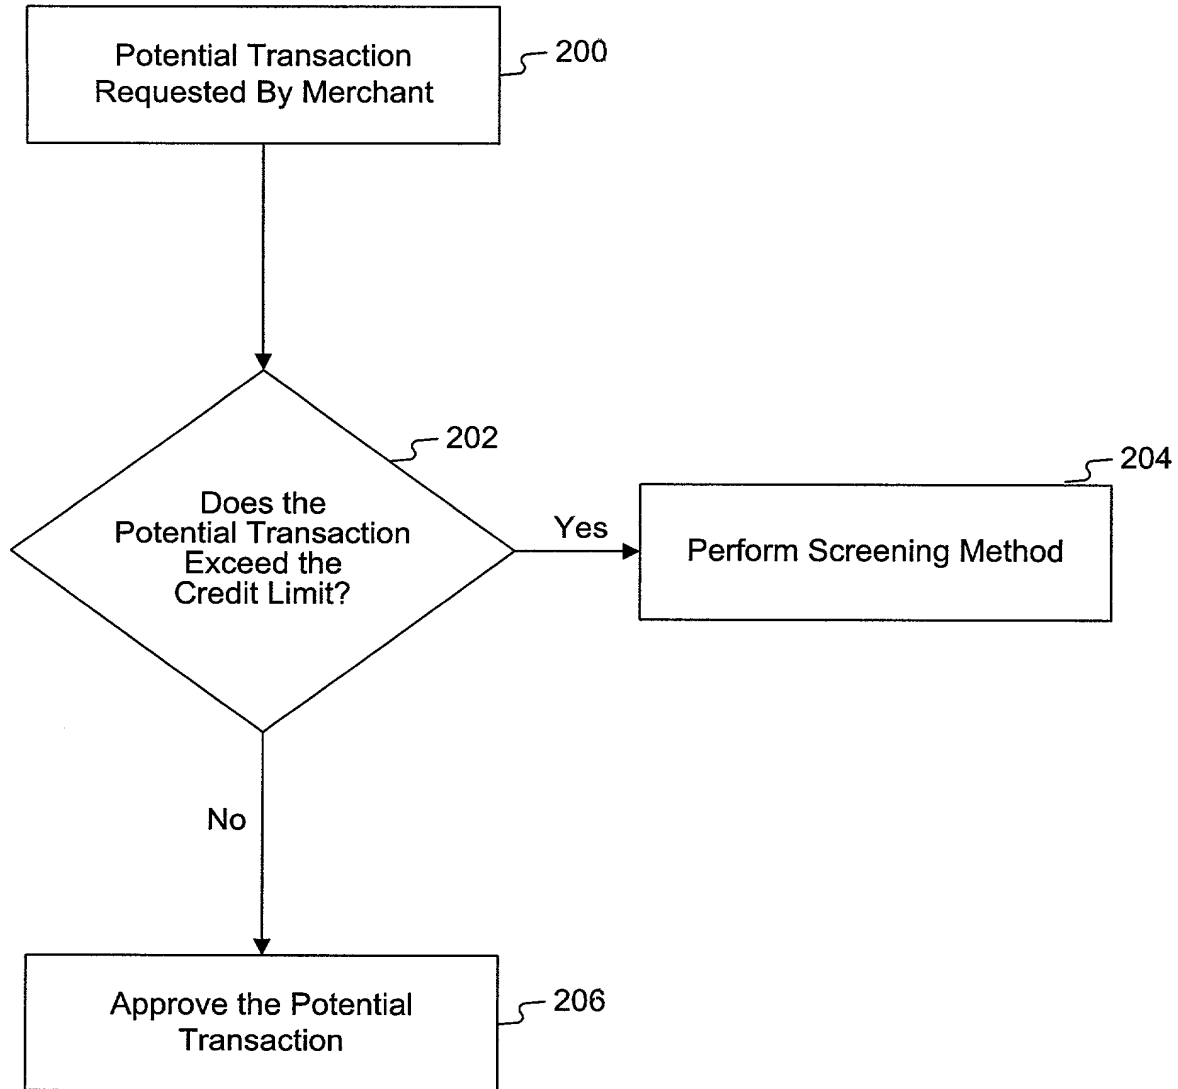 Potential Transaction
Requested By Merchant
200
202
Does the
Potential Transaction
Exceed the
Credit Limit?
Yes
204
Perform Screening Method
No
Approve the Potential
Transaction
206